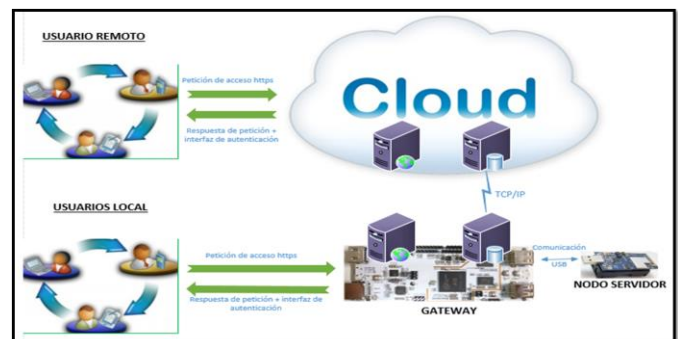 USUARIO REMOTO
Petición de acceso https
Respuesta de petición +
interfaz de autenticación
Cloud
TCP/IP
USUARIOS LOCAL
Petición de acceso https
Respuesta de petición + interfaz de
autenticación
Comunicación
USB
NODO SERVIDOR
GATEWAY